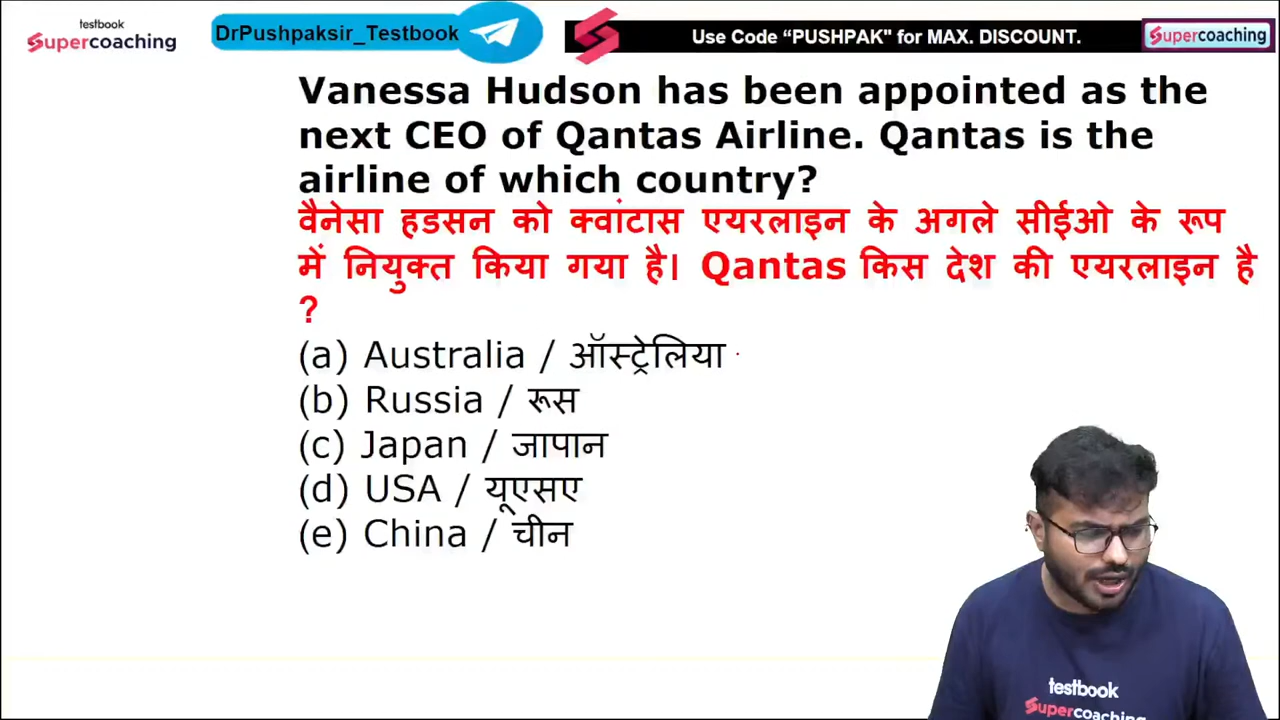 testbook
Supercoaching
DrPushpaksir_Testbook
Use Code “PUSHPAK" for MAX. DISCOUNT.
Supercoaching
Vanessa Hudson has been appointed as the
next CEO of Qantas Airline. Qantas is the
airline of which country?
वैनेसा हडसन को क्वांटास एयरलाइन के अगले सीईओ के रूप
में नियुक्त किया गया है। Qantas किस देश की एयरलाइन है
?
(a) Australia / ऑस्ट्रेलिया
(b) Russia / रूस
(c) Japan / जापान
(d) USA / यूएसए
(e) China / चीन
testbook
Supercoaching